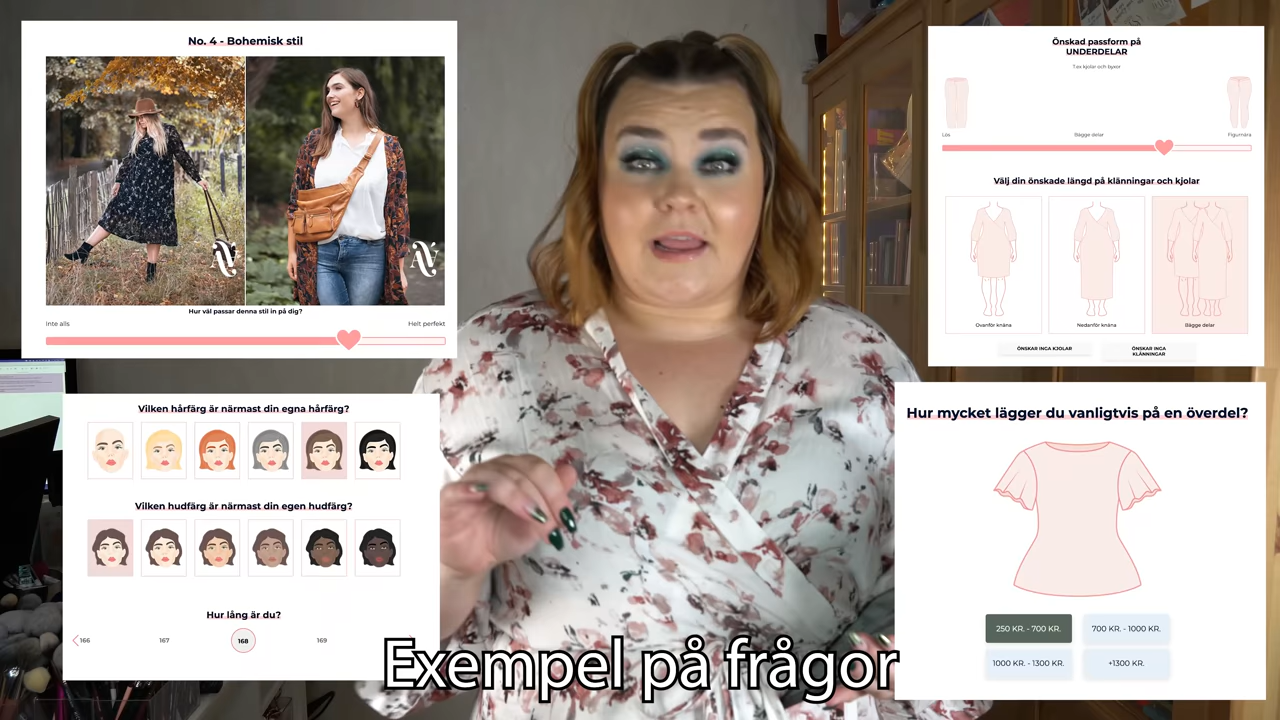 No. 4 - Bohemisk stil
Hur väl passar denna stil in på dig?
Inte alls
Helt perfekt
Önskad passform på
UNDERDELAR
T.ex kjolar och byxor
Lös
Bägge delar
Figurnära
Välj din önskade längd på klänningar och kjolar
Ovanför knäna
Nedanför knäna
Bägge delar
ÖNSKAR INGA KJOLAR
ÖNSKAR INGA
KLÄNNINGAR
Vilken hårfärg är närmast din egna hårfärg?
Vilken hudfärg är närmast din egen hudfärg?
Hur lång är du?
166
167
168
169
Hur mycket lägger du vanligtvis på en överdel?
250 KR. - 700 KR.
700 KR. - 1000 KR.
1000 KR. - 1300 KR.
+1300 KR.
Exempel på frågor